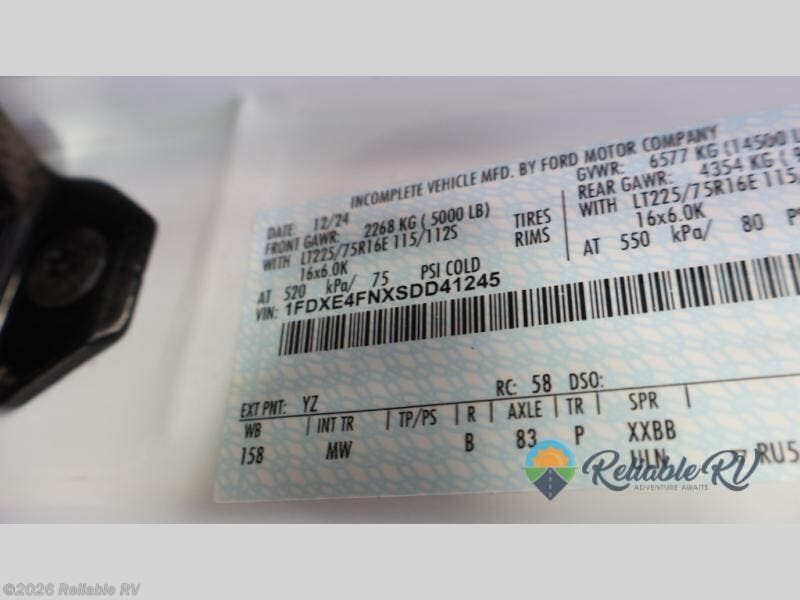 INCOMPLETE VEHICLE MFD. BY FORD MOTOR COMPANY
DATE: 12/24 GVWR: 6577 KG (14500 L
FRONT GAWR: 2268 KG ( 5000 LB) REAR GAWR: 4354 KG (
WITH LT225/75R16E 115/112S TIRES WITH LT225/75R16E 115/
16x6.0K RIMS 16x6.0K
AT 520 kPa/ 75 PSI COLD AT 550 kPa/ 80 P
VIN: 1FDXE4FNXSDD41245
EXT PNT: YZ RC: 58 DSO:
WB INT TR TP/PS R AXLE TR SPR
158 MW B 83 P XXBB
RU5
Reliable RV
ADVENTURE AWAITS
©2026 Reliable RV